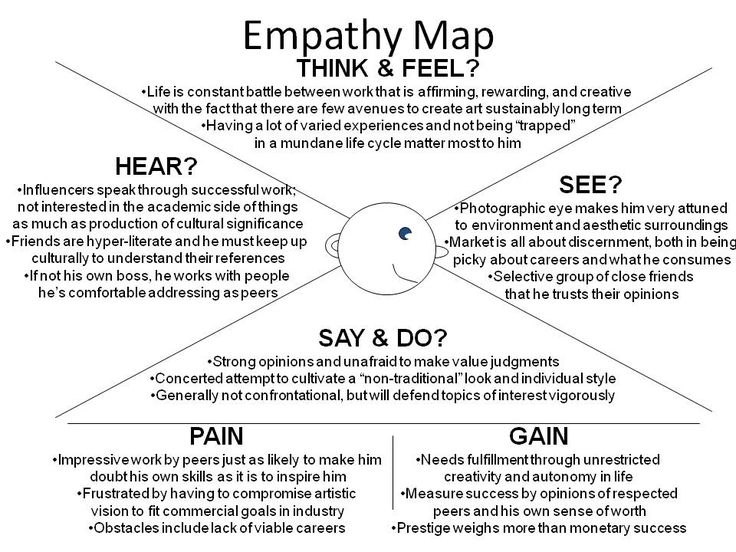 Empathy Map
THINK & FEEL?
•Life is constant battle between work that is affirming, rewarding, and creative
with the fact that there are few avenues to create art sustainably long term
•Having a lot of varied experiences and not being “trapped”
in a mundane life cycle matter most to him
HEAR?
•Influencers speak through successful work;
not interested in the academic side of things
as much as production of cultural significance
•Friends are hyper-literate and he must keep up
culturally to understand their references
•If not his own boss, he works with people
he’s comfortable addressing as peers
SEE?
•Photographic eye makes him very attuned
to environment and aesthetic surroundings
•Market is all about discernment, both in being
picky about careers and what he consumes
•Selective group of close friends
that he trusts their opinions
SAY & DO?
•Strong opinions and unafraid to make value judgments
•Concerted attempt to cultivate a “non-traditional” look and individual style
•Generally not confrontational, but will defend topics of interest vigorously
PAIN
•Impressive work by peers just as likely to make him
doubt his own skills as it is to inspire him
•Frustrated by having to compromise artistic
vision to fit commercial goals in industry
•Obstacles include lack of viable careers
GAIN
•Needs fulfillment through unrestricted
creativity and autonomy in life
•Measure success by opinions of respected
peers and his own sense of worth
•Prestige weighs more than monetary success